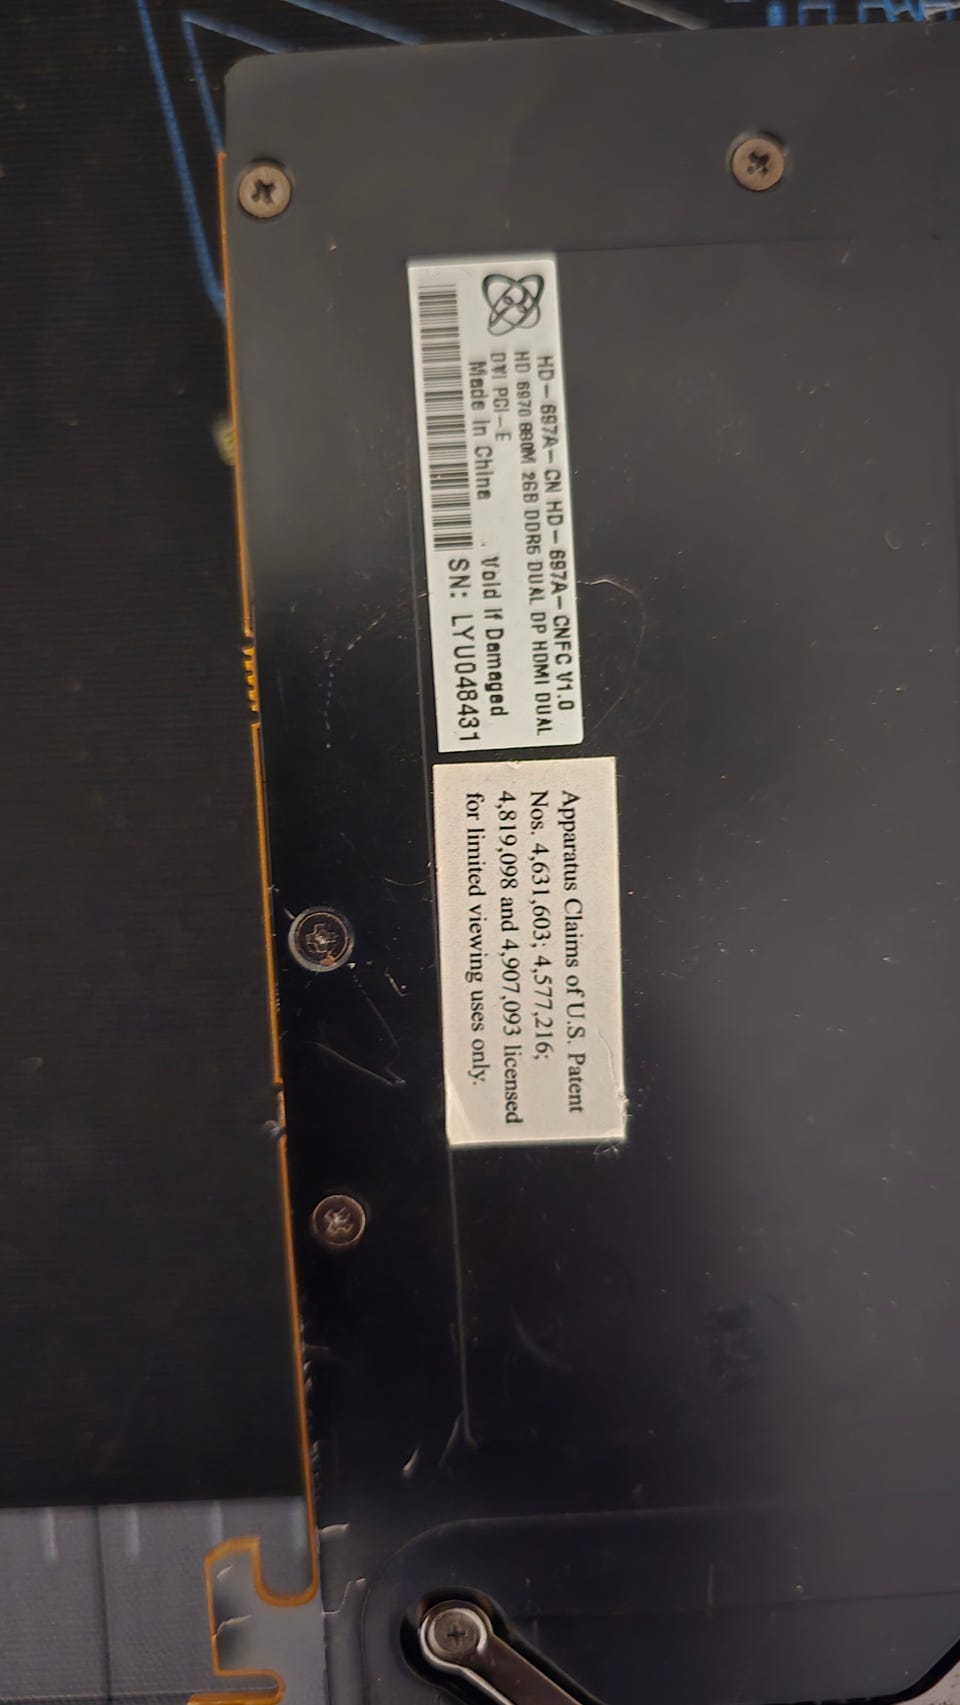 HD-697A-CN HD-697A-CNFC V1.0
HD 6970 880M 2GB DDR5 DUAL DP HDMI DUAL
DVI PCI-E
Made in China . Void If Damaged
SN: LYU048431
Apparatus Claims of U.S. Patent
Nos. 4,631,603; 4,577,216;
4,819,098 and 4,907,093 licensed
for limited viewing uses only.